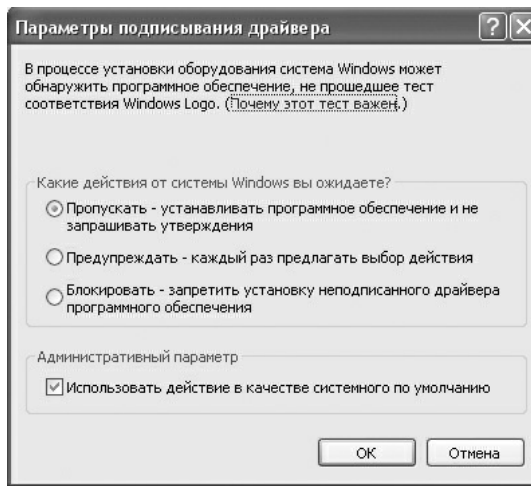 Параметры подписывания драйвера
В процессе установки оборудования система Windows может
обнаружить программное обеспечение, не прошедшее тест
соответствия Windows Logo. (Почему этот тест важен.)
Какие действия от системы Windows вы ожидаете?
Пропускать - устанавливать программное обеспечение и не
запрашивать утверждения
Предупреждать - каждый раз предлагать выбор действия
Блокировать - запретить установку неподписанного драйвера
программного обеспечения
Административный параметр
Использовать действие в качестве системного по умолчанию
ОК
Отмена